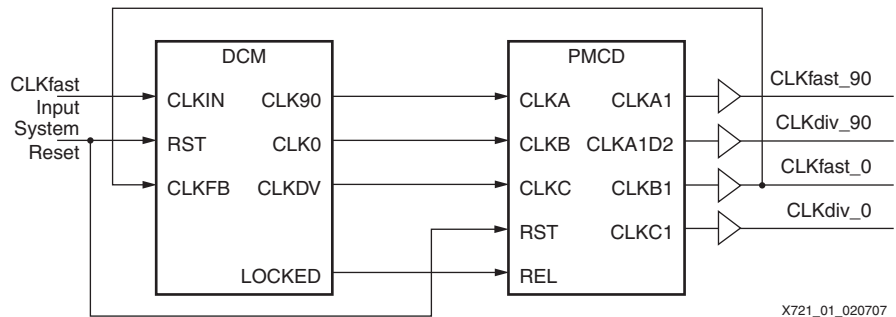 DCM
PMCD
CLKfast
Input
System
Reset
CLKIN
CLK90
RST
CLK0
CLKFB
CLKDV
LOCKED
CLKA
CLKA1
CLKB
CLKA1D2
CLKC
CLKB1
RST
CLKC1
REL
CLKfast_90
CLKdiv_90
CLKfast_0
CLKdiv_0
X721_01_020707